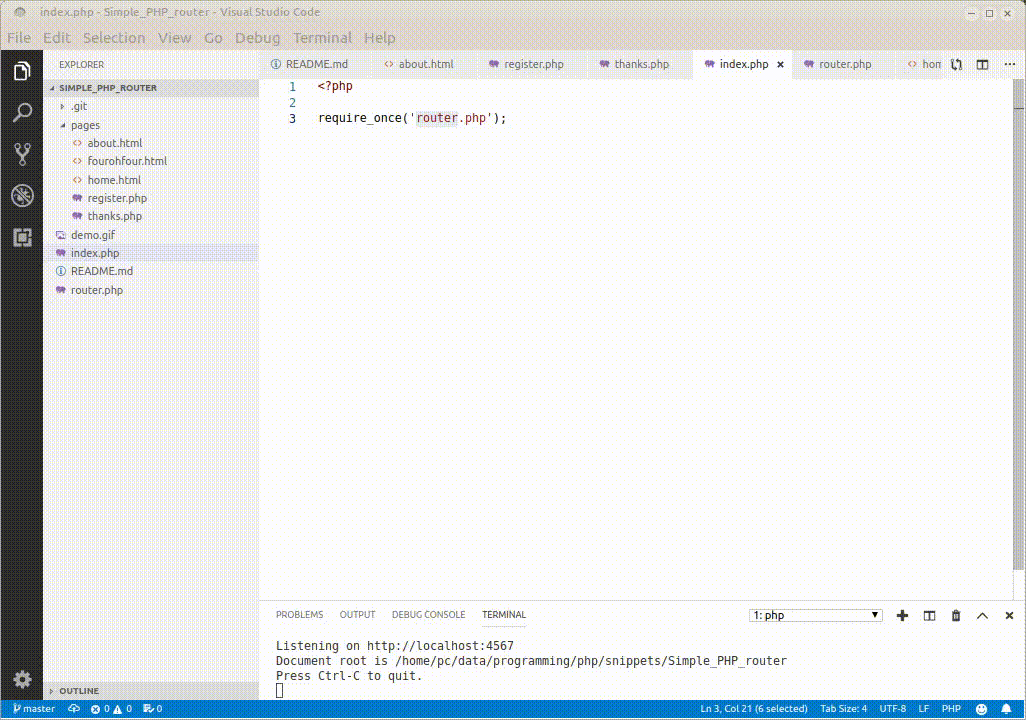 index.php - Simple_PHP_router - Visual Studio Code
File Edit Selection View Go Debug Terminal Help
EXPLORER
README.md about.html register.php thanks.php index.php router.php hom
SIMPLE_PHP_ROUTER
.git
pages
about.html
fourohfour.html
home.html
register.php
thanks.php
demo.gif
index.php
README.md
router.php
1 <?php
2
3 require_once('router.php');
PROBLEMS OUTPUT DEBUG CONSOLE TERMINAL 1: php
Listening on http://localhost:4567
Document root is /home/pc/data/programming/php/snippets/Simple_PHP_router
Press Ctrl-C to quit.
OUTLINE
master 0 0 0 Ln 3, Col 21 (6 selected) Tab Size: 4 UTF-8 LF PHP